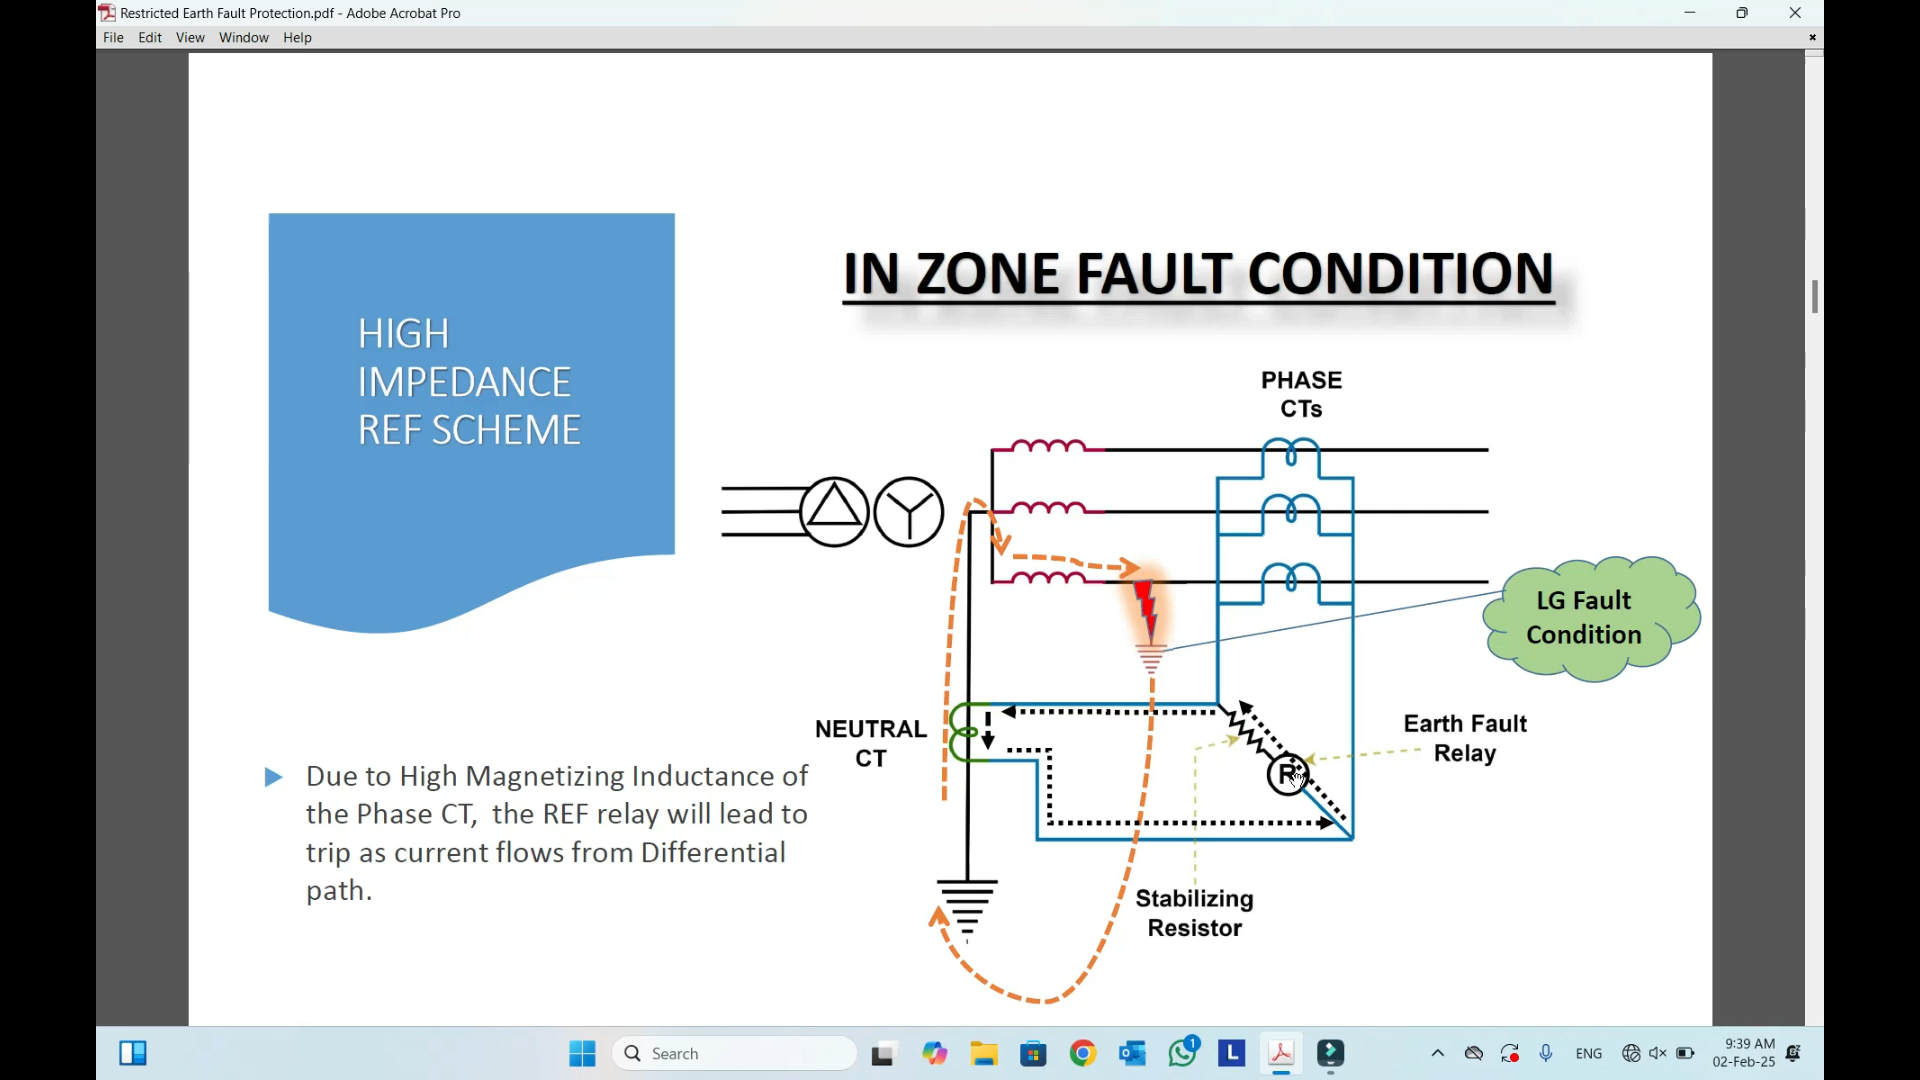 Restricted Earth Fault Protection.pdf - Adobe Acrobat Pro
File Edit View Window Help
IN ZONE FAULT CONDITION
HIGH
IMPEDANCE
REF SCHEME
PHASE
CTs
LG Fault
Condition
NEUTRAL
CT
Earth Fault
Relay
R
Due to High Magnetizing Inductance of
the Phase CT, the REF relay will lead to
trip as current flows from Differential
path.
Stabilizing
Resistor
Search
1
L
ENG
9:39 AM
02-Feb-25